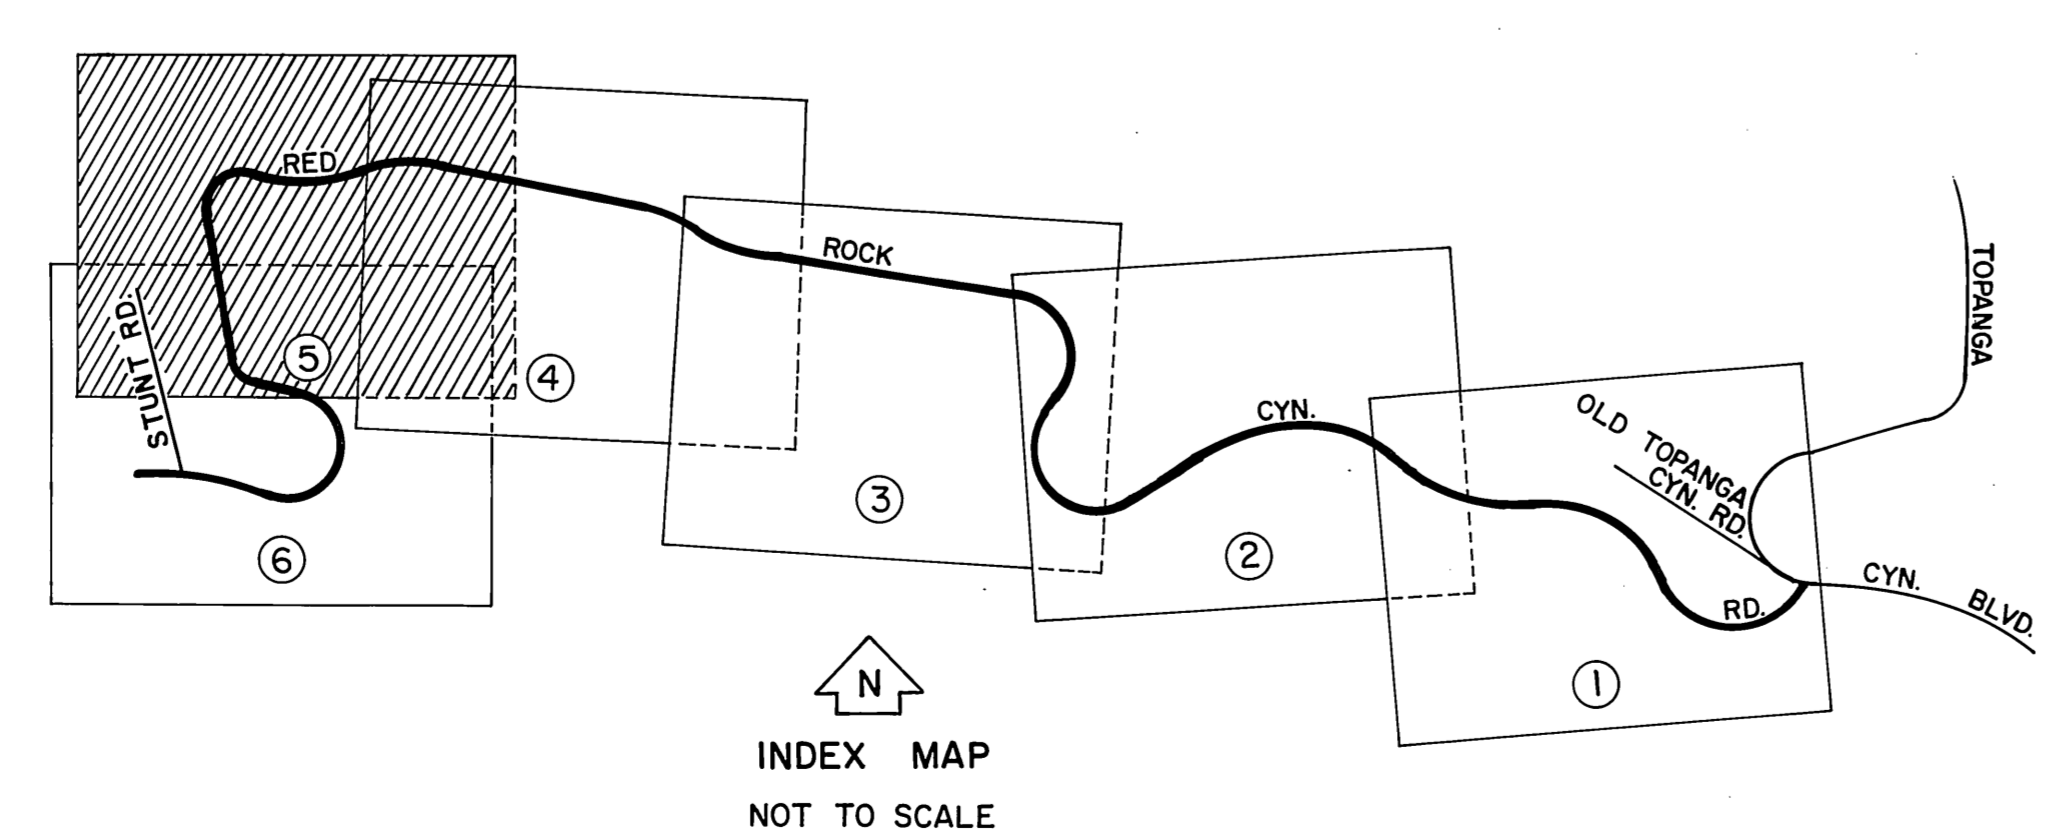 RED
ROCK
CYN.
RD.
STUNT RD.
OLD TOPANGA
CYN. RD.
TOPANGA
CYN.
BLVD.
5
4
3
2
1
6
N
INDEX MAP
NOT TO SCALE